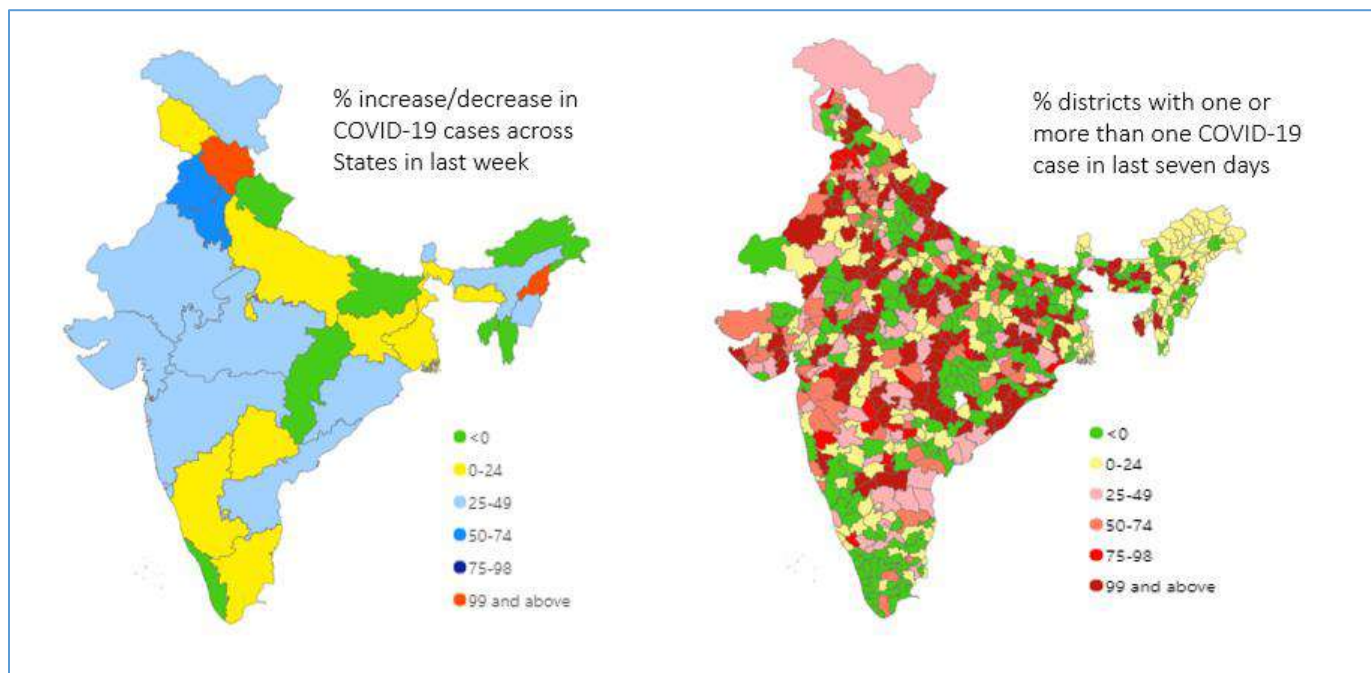 % increase/decrease in
COVID-19 cases across
States in last week
<0
0-24
25-49
50-74
75-98
99 and above
% districts with one or
more than one COVID-19
case in last seven days
<0
0-24
25-49
50-74
75-98
99 and above